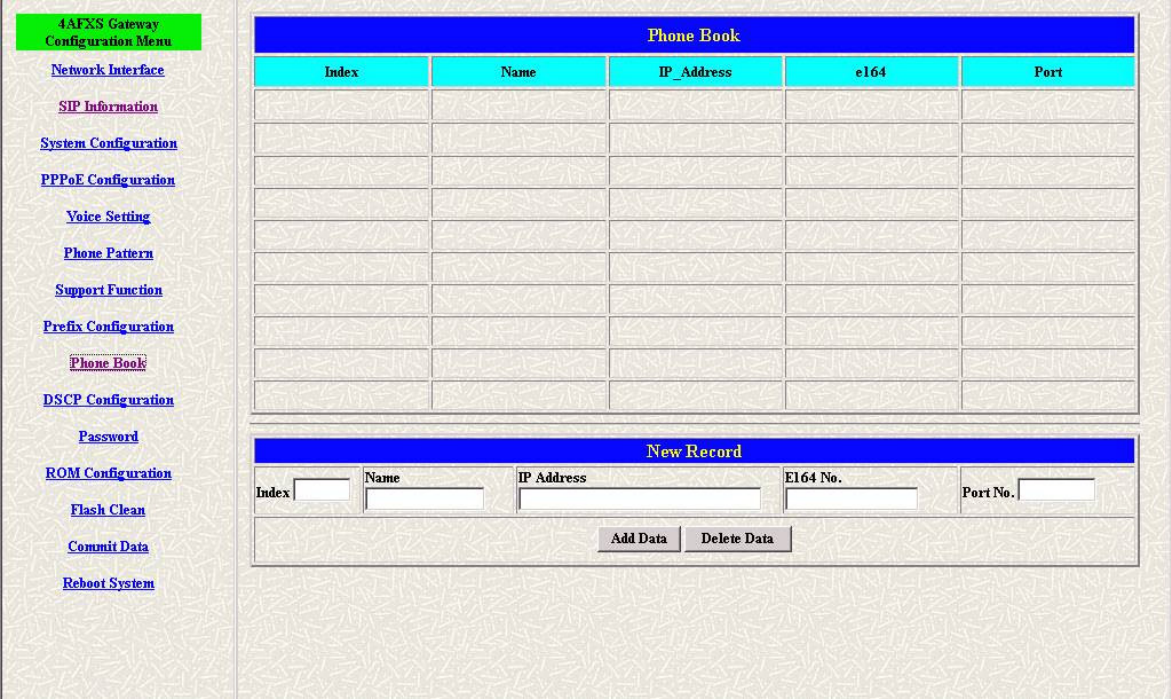 4AFXS Gateway
Configuration Menu
Network Interface
SIP Information
System Configuration
PPPoE Configuration
Voice Setting
Phone Pattern
Support Function
Prefix Configuration
Phone Book
DSCP Configuration
Password
ROM Configuration
Flash Clean
Commit Data
Reboot System
Phone Book
Index Name IP_Address e164 Port
New Record
Index Name IP Address E164 No. Port No.
Add Data Delete Data